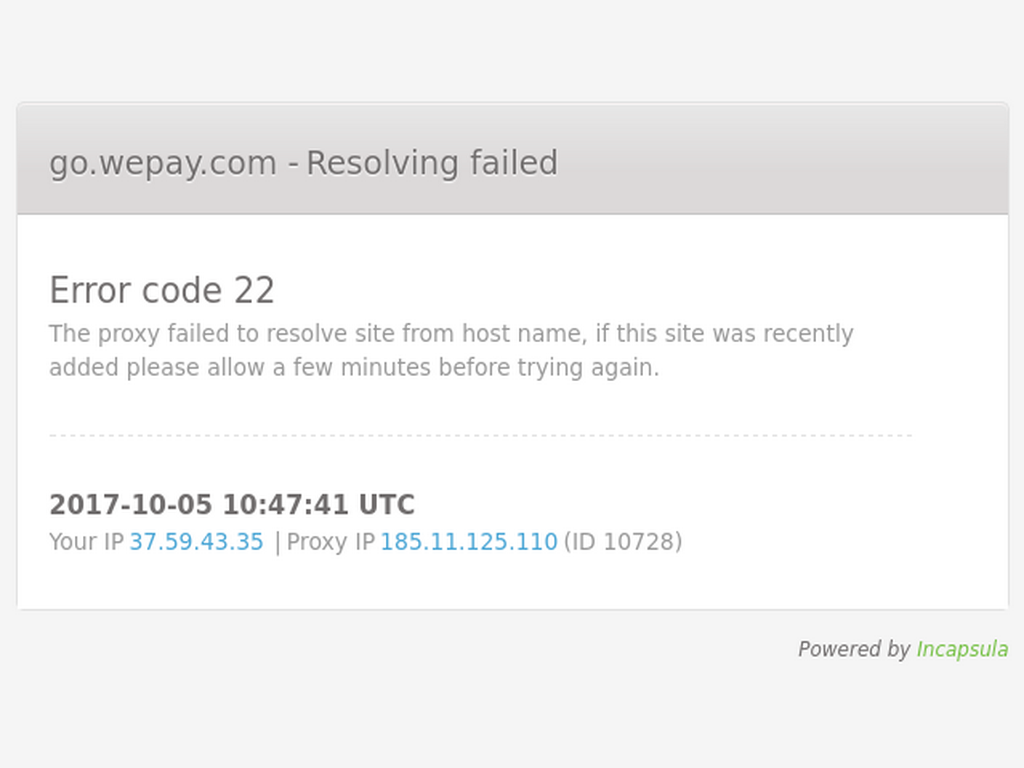 go.wepay.com - Resolving failed
Error code 22
The proxy failed to resolve site from host name, if this site was recently
added please allow a few minutes before trying again.
2017-10-05 10:47:41 UTC
Your IP 37.59.43.35 | Proxy IP 185.11.125.110 (ID 10728)
Powered by Incapsula